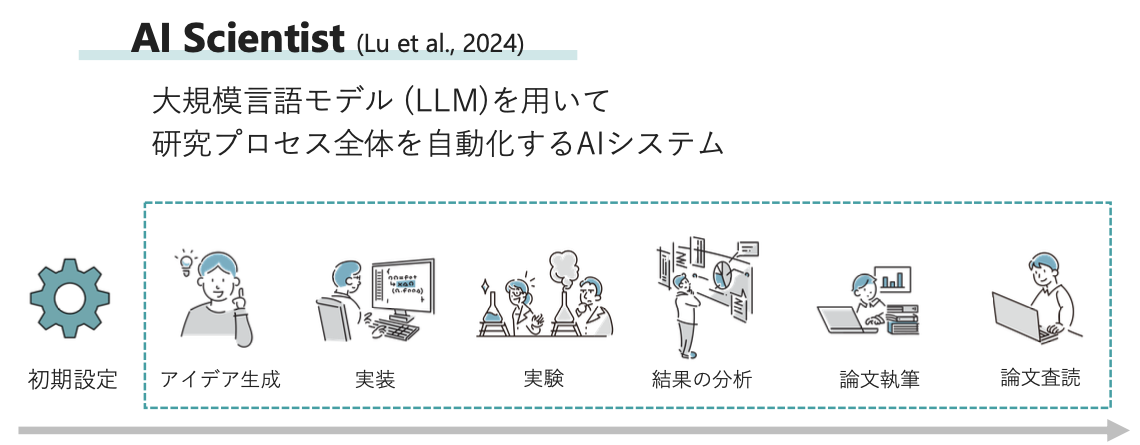 AI Scientist (Lu et al., 2024)
大規模言語モデル (LLM)を用いて
研究プロセス全体を自動化するAIシステム
初期設定
アイデア生成
実装
実験
結果の分析
論文執筆
論文査読